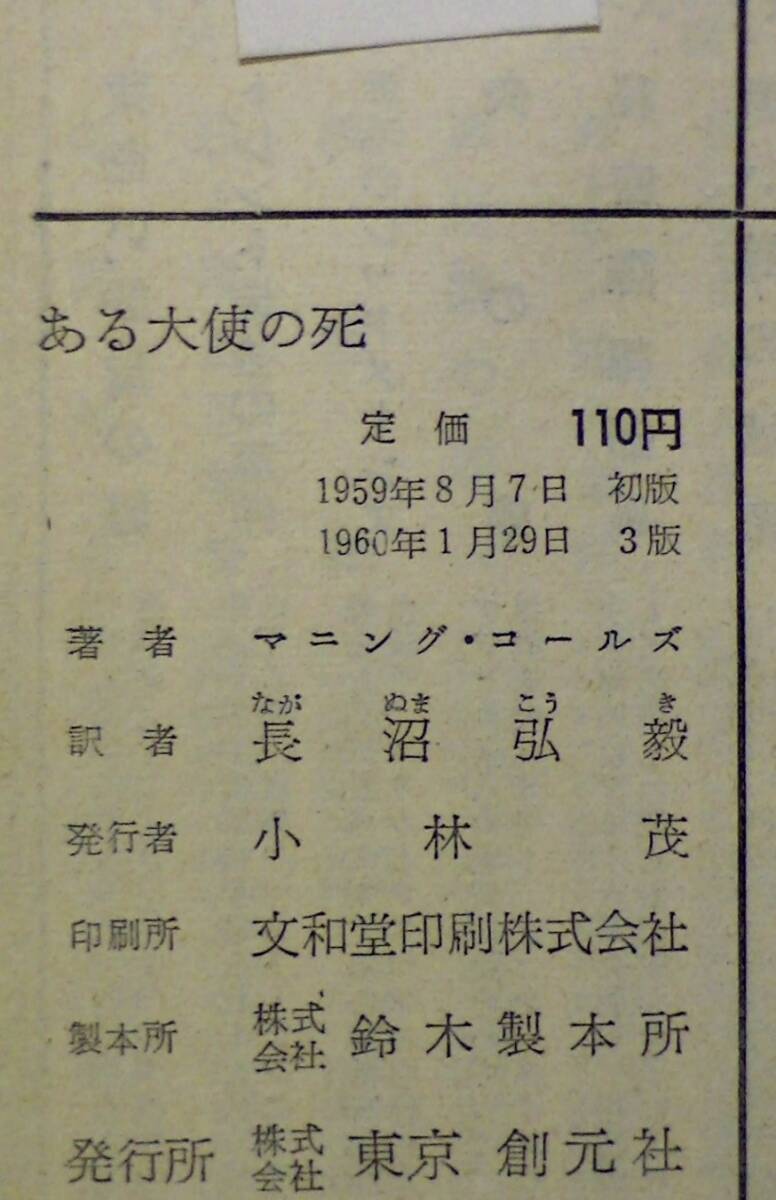 ある大使の死
定価 110円
1959年8月7日 初版
1960年1月29日 3版
著者 マニング・コールズ
なが ぬま こう き
訳者 長沼弘毅
発行者 小林茂
印刷所 文和堂印刷株式会社
製本所 株式会社 鈴木製本所
発行所 株式会社 東京創元社